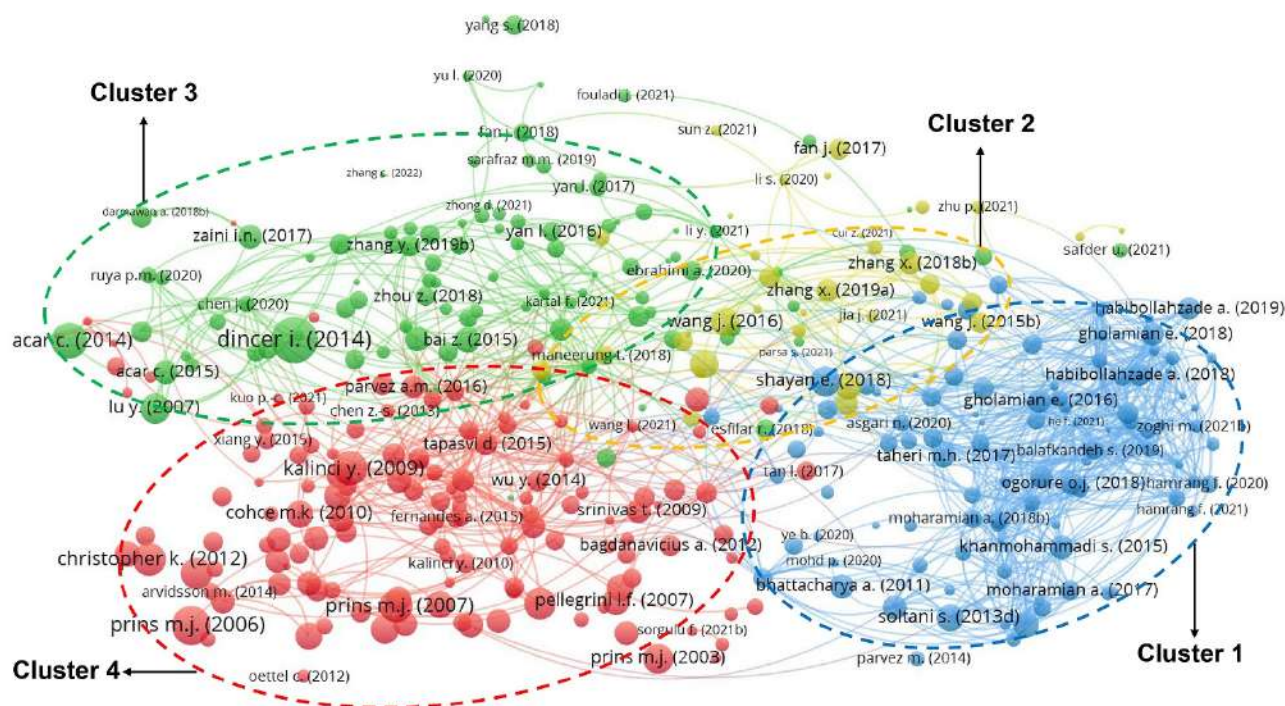 yang s. (2018)
yu l. (2020)
Cluster 3
fouladi j. (2021)
fan j. (2018)
sun z. (2021)
Cluster 2
fan j. (2017)
sarafraz m.m. (2019)
zhang c. (2022)
yan l. (2017)
li s. (2020)
zhong d. (2021)
darmawan a. (2018b)
zhu p. (2021)
zaini i.n. (2017)
zhang y. (2019b)
yan l. (2016)
li y. (2021)
cui z. (2021)
safder u. (2021)
ruya p.m. (2020)
ebrahimi a. (2020)
zhang x. (2018b)
zhou z. (2018)
zhang x. (2019a)
chen j. (2020)
kartal f. (2021)
habibollahzade a. (2019)
jia j. (2021)
wang j. (2016)
wang j. (2015b)
gholamian e. (2018)
acar c. (2014)
dincer i. (2014)
bai z. (2015)
maneerung t. (2018)
parsa s. (2021)
acar c. (2015)
shayan e. (2018)
habibollahzade a. (2018)
parvez a.m. (2016)
kuo p.-c. (2021)
lu y. (2007)
chen z.-s. (2013)
gholamian e. (2016)
wang l. (2021)
esfilar r. (2018)
asgari n. (2020)
he f. (2021)
zoghi m. (2021b)
xiang y. (2015)
tapasvi d. (2015)
taheri m.h. (2017)
balafkandeh s. (2019)
kalinci y. (2009)
tan l. (2017)
wu y. (2014)
ogorure o.j. (2018)
hamrang f. (2020)
cohce m.k. (2010)
fernandes a. (2015)
srinivas t. (2009)
moharamian a. (2018b)
hamrang f. (2021)
ye b. (2020)
bagdanavicius a. (2012)
khanmohammadi s. (2015)
christopher k. (2012)
kalinci y. (2010)
mohd p. (2020)
bhattacharya a. (2011)
arvidsson m. (2014)
moharamian a. (2017)
prins m.j. (2007)
pellegrini l.f. (2007)
soltani s. (2013d)
prins m.j. (2006)
sorgulu f. (2021b)
Cluster 1
prins m.j. (2003)
parvez m. (2014)
Cluster 4
oettel c. (2012)